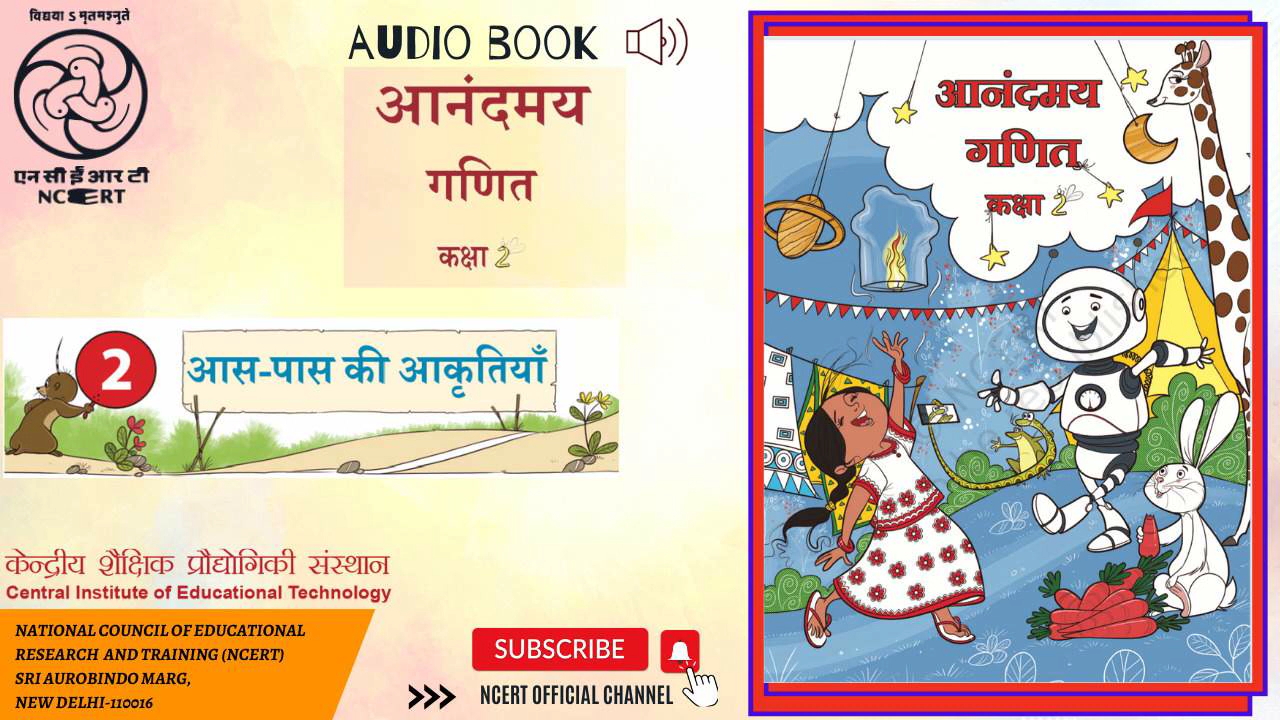 विद्यया ऽ मृतमश्नुते
एन सी ई आर टी
NCERT
AUDIO BOOK
आनंदमय
गणित
कक्षा 2
2
आस-पास की आकृतियाँ
केन्द्रीय शैक्षिक प्रौद्योगिकी संस्थान
Central Institute of Educational Technology
NATIONAL COUNCIL OF EDUCATIONAL
RESEARCH AND TRAINING (NCERT)
SRI AUROBINDO MARG,
NEW DELHI-110016
SUBSCRIBE
NCERT OFFICIAL CHANNEL
आनंदमय
गणित
कक्षा 2